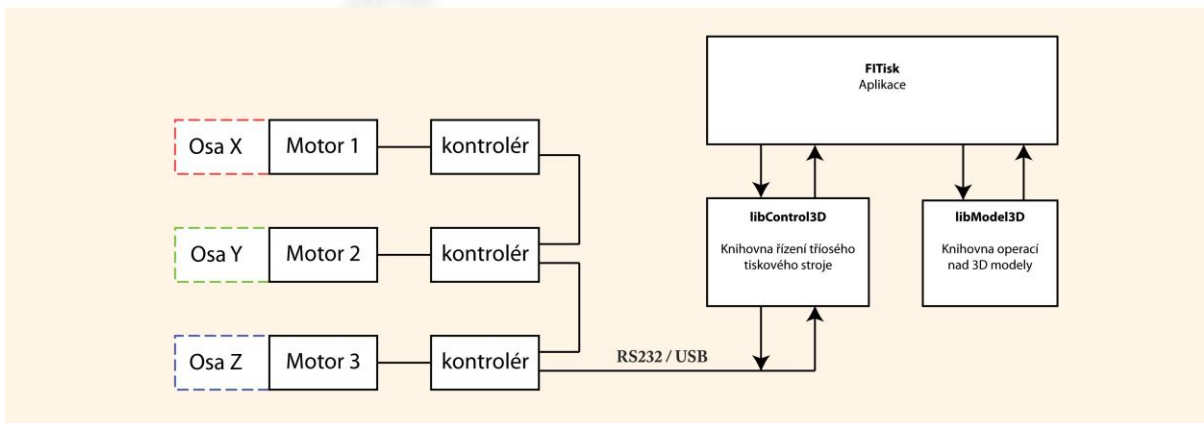 FITisk
Aplikace
Osa X
Motor 1
kontrolér
libControl3D
Knihovna řízení tříosého
tiskového stroje
libModel3D
Knihovna operací
nad 3D modely
Osa Y
Motor 2
kontrolér
Osa Z
Motor 3
kontrolér
RS232 / USB